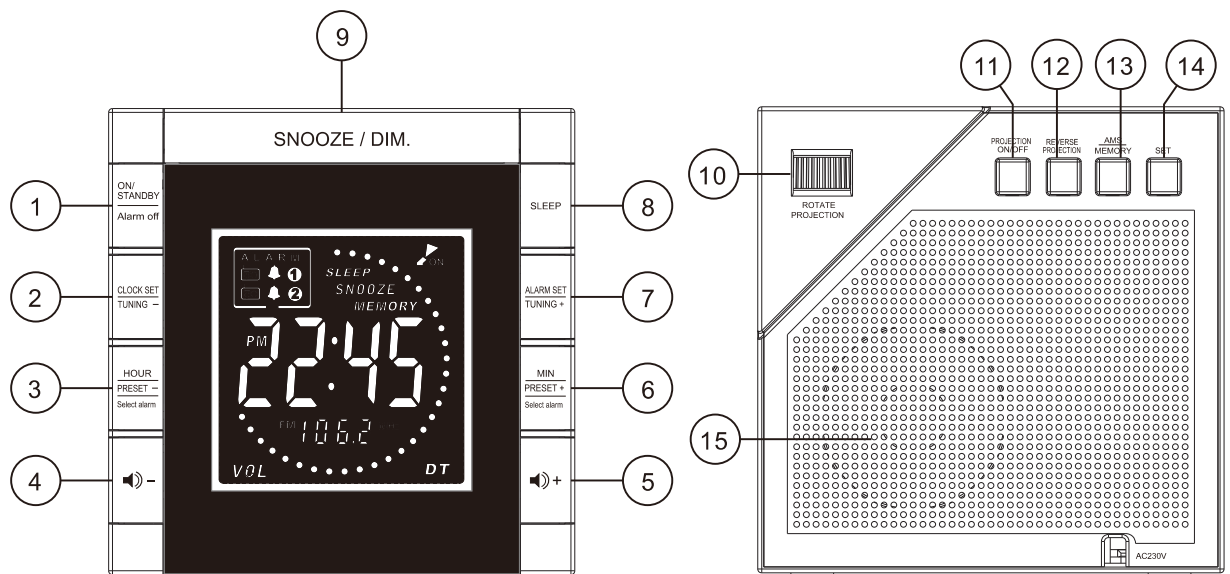 9
SNOOZE / DIM.
ON/
STANDBY
Alarm off
1
CLOCK SET
TUNING −
2
HOUR
PRESET −
Select alarm
3
−
4
ALARM
1
2
SLEEP
SNOOZE
MEMORY
ON
PM
22:45
FM 106.2
VOL
DT
SLEEP
8
ALARM SET
TUNING +
7
MIN
PRESET +
Select alarm
6
+
5
11
12
13
14
PROJECTION
ON/OFF
REVERSE
PROJECTION
AMS
MEMORY
SET
10
ROTATE
PROJECTION
15
AC230V